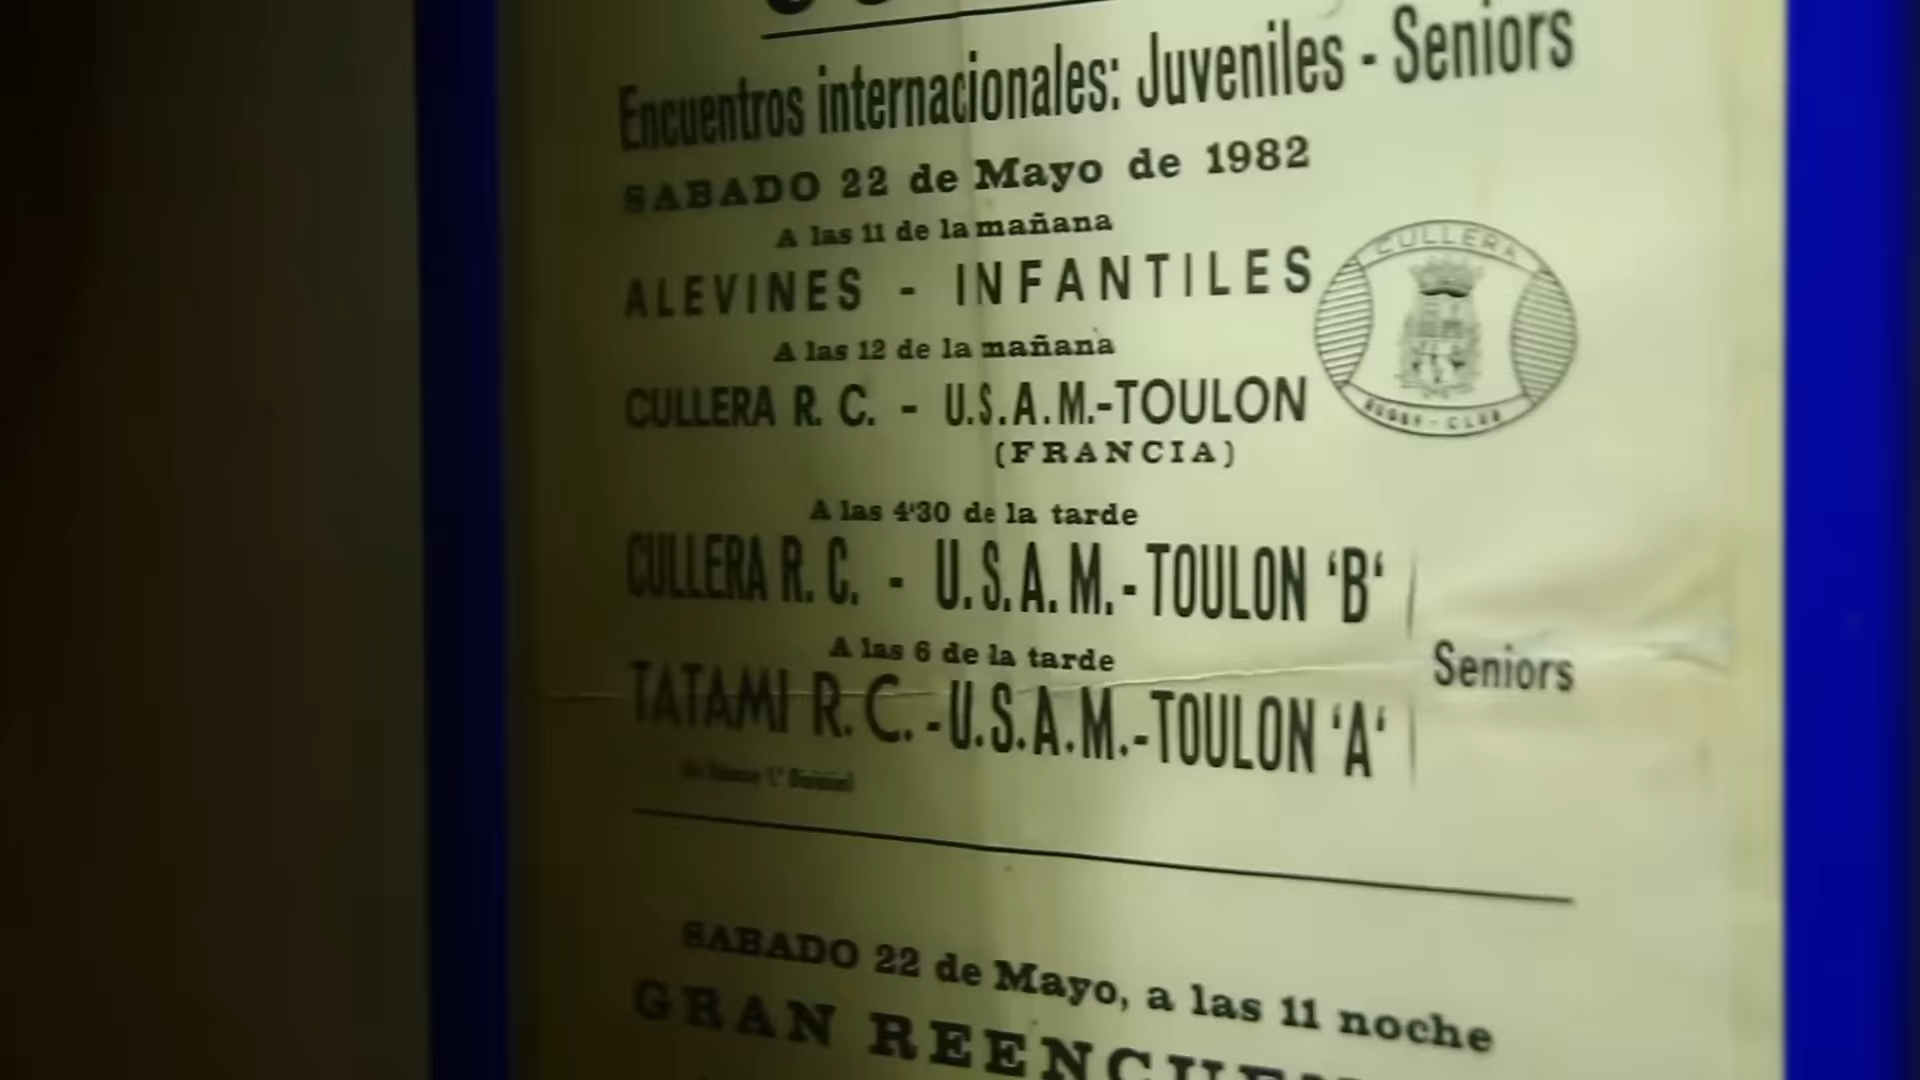 Encuentros internacionales: Juveniles - Seniors
SABADO 22 de Mayo de 1982
A las 11 de la mañana
ALEVINES - INFANTILES
CULLERA
RUGBY - CLUB
A las 12 de la mañana
CULLERA R. C. - U.S.A.M.-TOULON
(FRANCIA)
A las 4'30 de la tarde
CULLERA R. C. - U.S.A.M.-TOULON 'B'
Seniors
A las 6 de la tarde
TATAMI R. C.-U.S.A.M.-TOULON 'A'
SABADO 22 de Mayo, a las 11 noche
GRAN